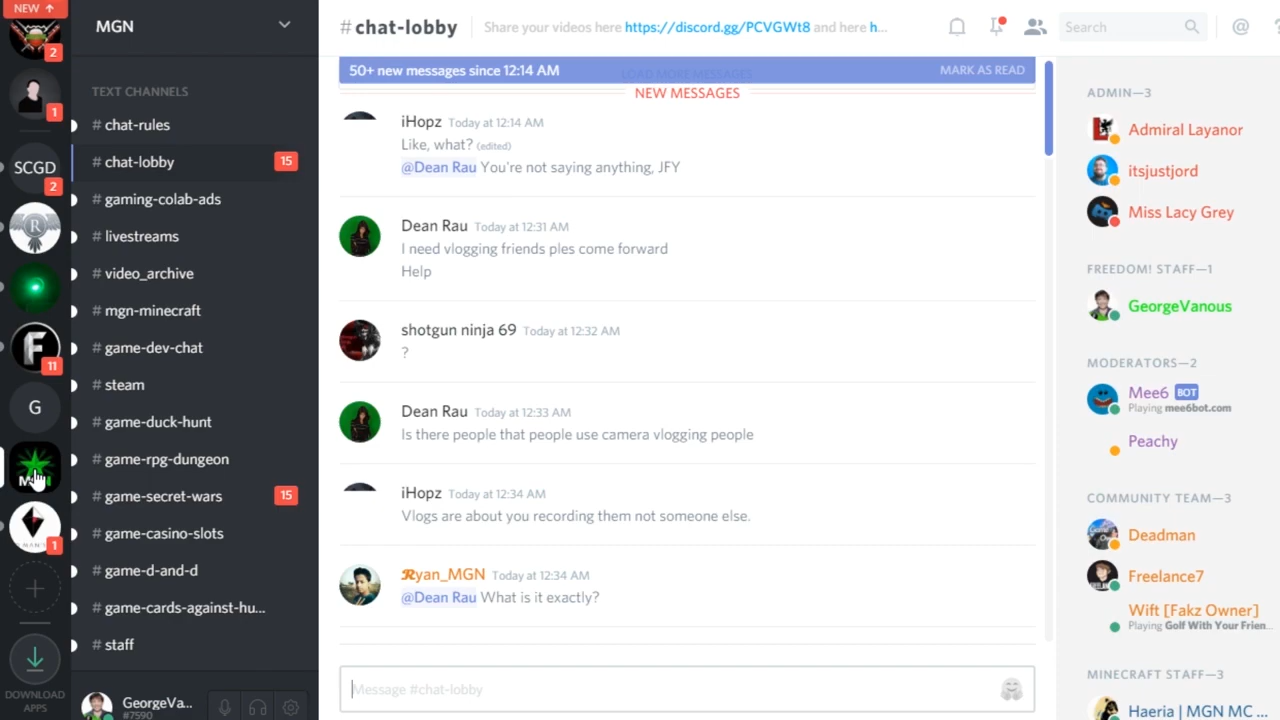 NEW ↑
2
1
SCGD
2
R
F
11
G
1
DOWNLOAD
APPS
MGN
TEXT CHANNELS
# chat-rules
# chat-lobby 15
# gaming-colab-ads
# livestreams
# video_archive
# mgn-minecraft
# game-dev-chat
# steam
# game-duck-hunt
# game-rpg-dungeon
# game-secret-wars 15
# game-casino-slots
# game-d-and-d
# game-cards-against-hu...
# staff
GeorgeVa...
#7590
# chat-lobby Share your videos here https://discord.gg/PCVGWt8 and here h...
Search
@
?
50+ new messages since 12:14 AM LOAD MORE MESSAGES MARK AS READ
NEW MESSAGES
iHopz Today at 12:14 AM
Like, what? (edited)
@Dean Rau You're not saying anything, JFY
Dean Rau Today at 12:31 AM
I need vlogging friends ples come forward
Help
shotgun ninja 69 Today at 12:32 AM
?
Dean Rau Today at 12:33 AM
Is there people that people use camera vlogging people
iHopz Today at 12:34 AM
Vlogs are about you recording them not someone else.
Ryan_MGN Today at 12:34 AM
@Dean Rau What is it exactly?
Message #chat-lobby
ADMIN—3
Admiral Layanor
itsjustjord
Miss Lacy Grey
FREEDOM! STAFF—1
GeorgeVanous
MODERATORS—2
Mee6 BOT
Playing mee6bot.com
Peachy
COMMUNITY TEAM—3
Deadman
Freelance7
Wift [Fakz Owner]
Playing Golf With Your Frien...
MINECRAFT STAFF—3
Haeria | MGN MC ...